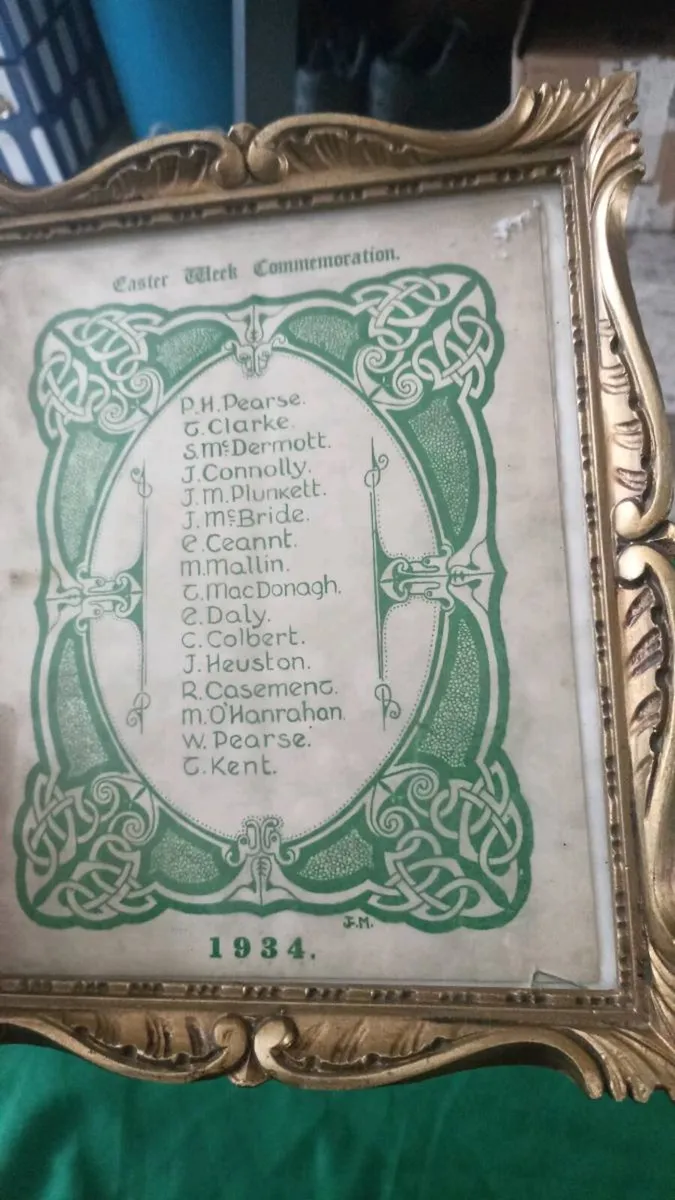 Easter Week Commemoration.
P.H. Pearse.
T. Clarke.
S. McDermott.
J. Connolly.
J. M. Plunkett.
J. McBride.
E. Ceannt.
M. Mallin.
T. MacDonagh.
E. Daly.
C. Colbert.
J. Heuston.
R. Casement.
M. O'Hanrahan.
W. Pearse.
T. Kent.
J.M.
1934.